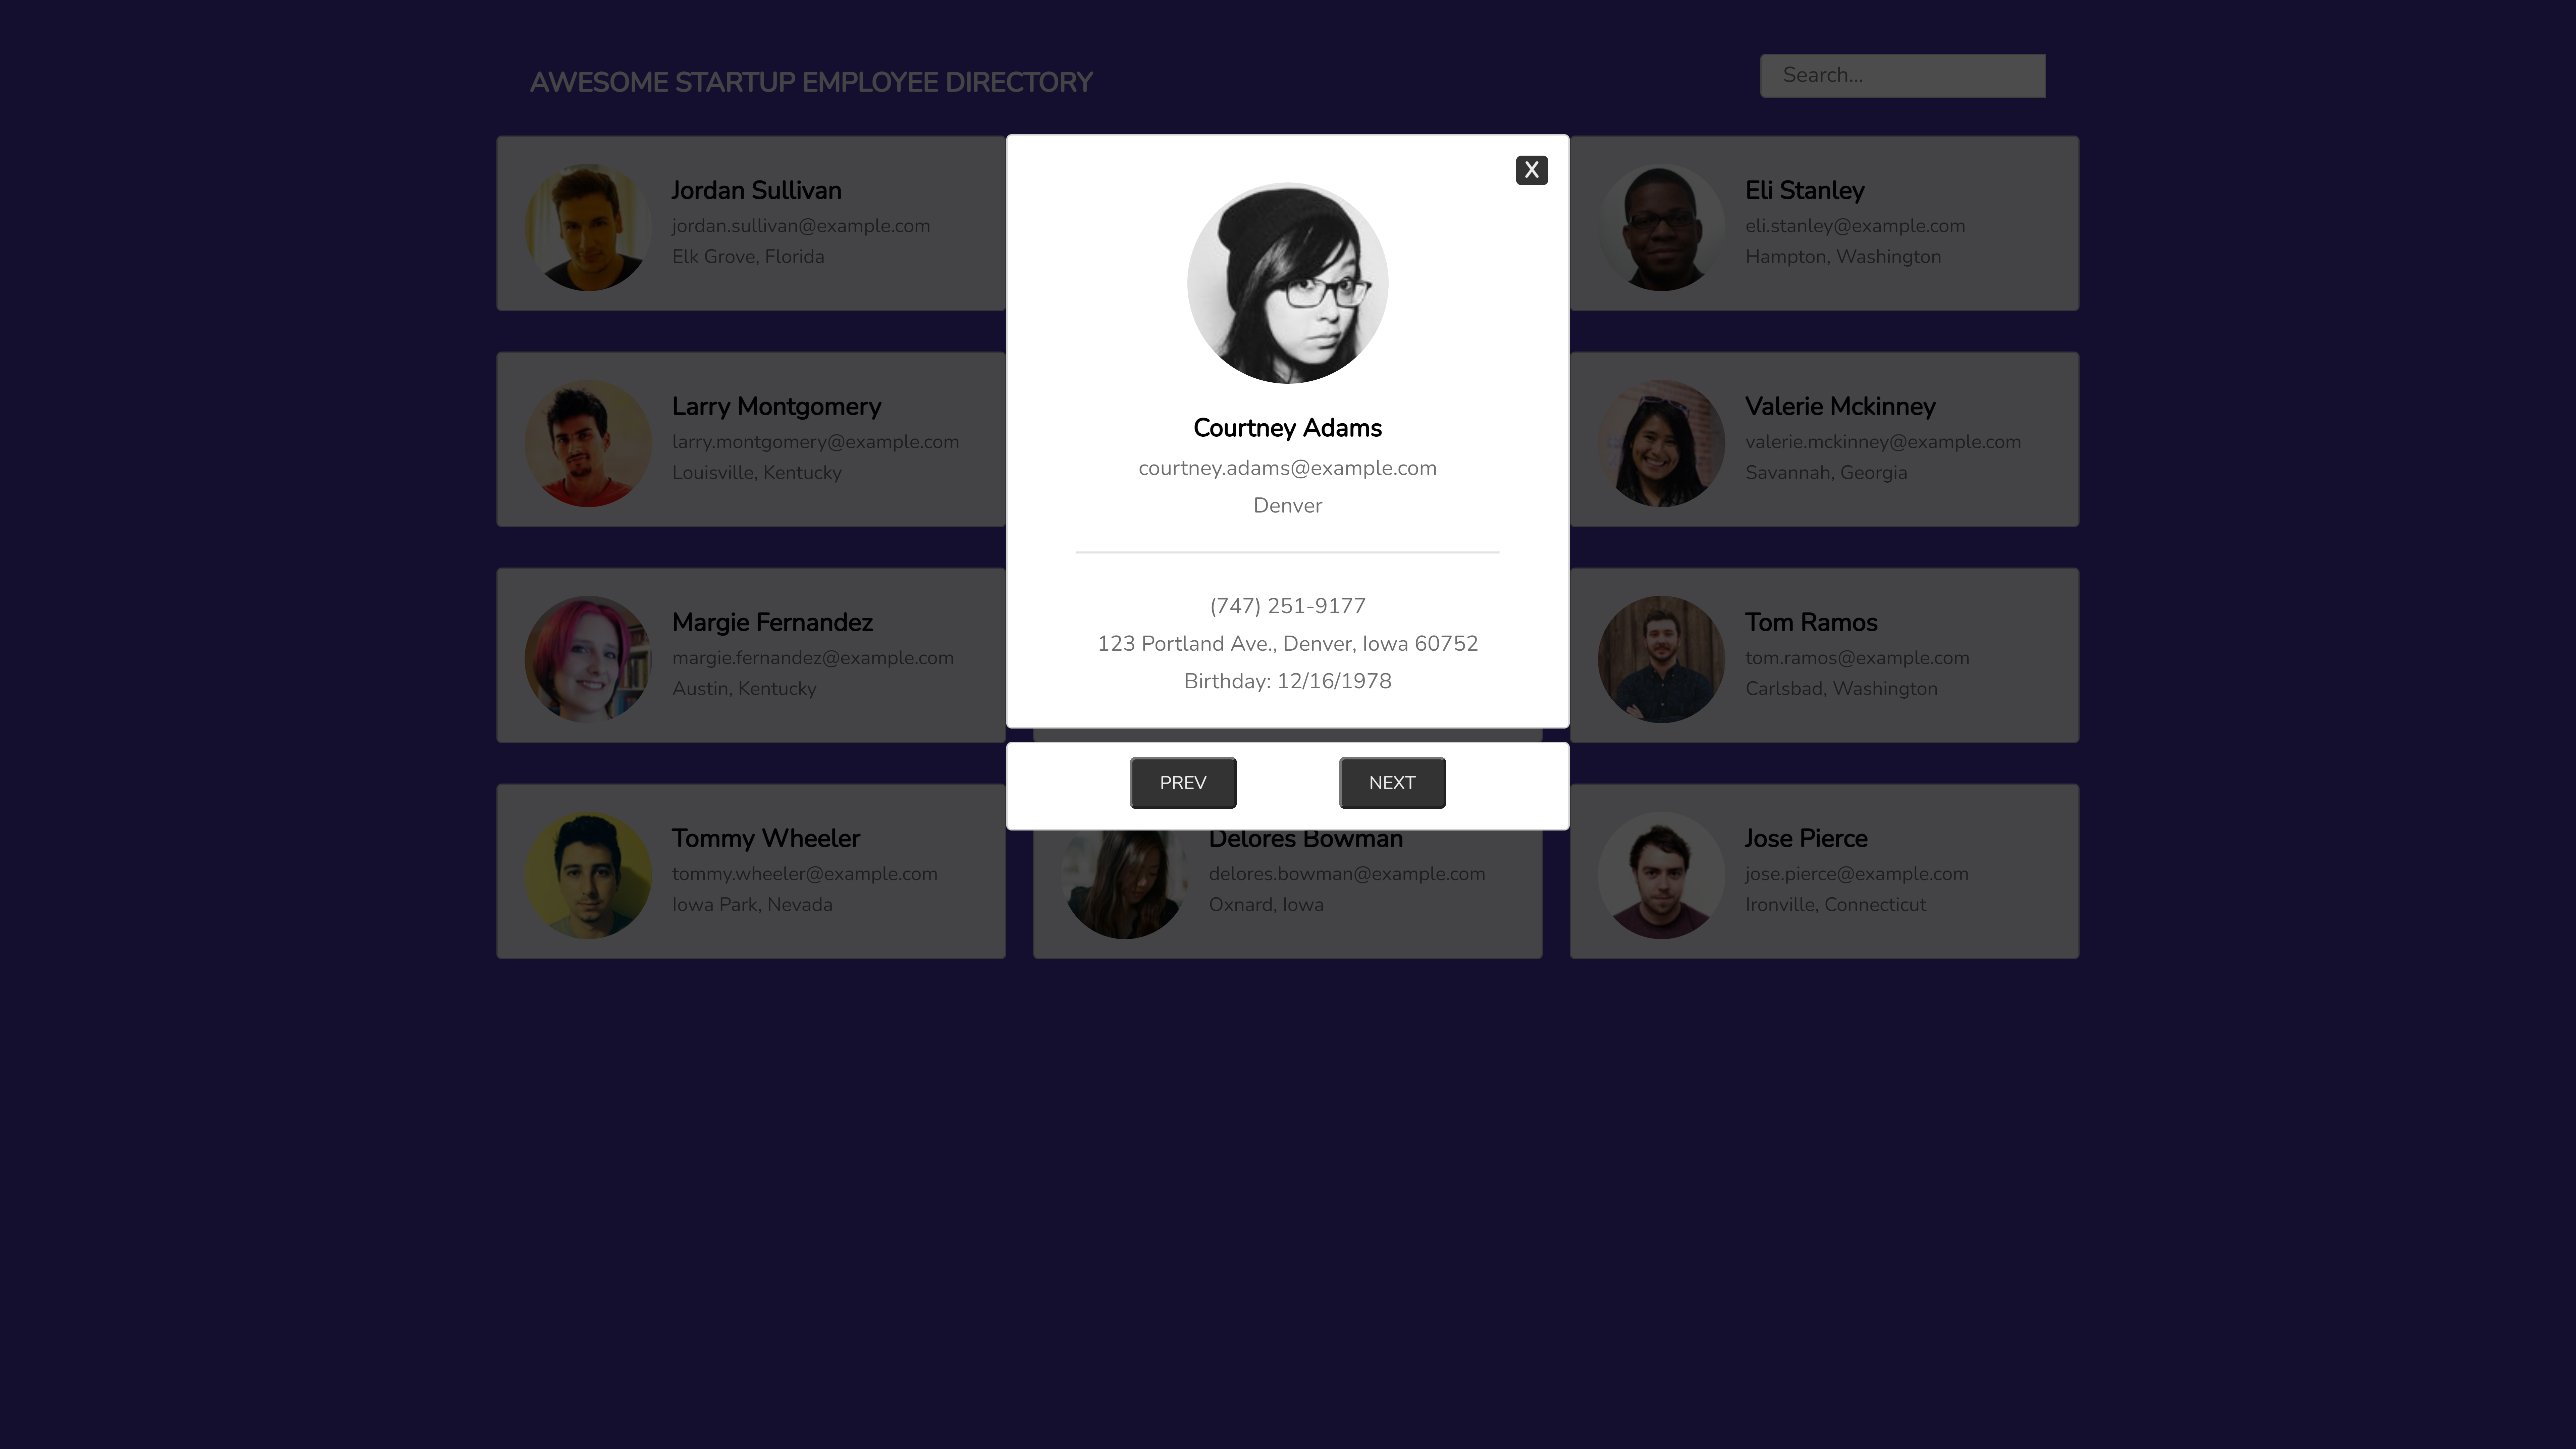 AWESOME STARTUP EMPLOYEE DIRECTORY
Search...
Jordan Sullivan
jordan.sullivan@example.com
Elk Grove, Florida
X
Courtney Adams
courtney.adams@example.com
Denver
(747) 251-9177
123 Portland Ave., Denver, Iowa 60752
Birthday: 12/16/1978
PREV
NEXT
Eli Stanley
eli.stanley@example.com
Hampton, Washington
Larry Montgomery
larry.montgomery@example.com
Louisville, Kentucky
Valerie Mckinney
valerie.mckinney@example.com
Savannah, Georgia
Margie Fernandez
margie.fernandez@example.com
Austin, Kentucky
Tom Ramos
tom.ramos@example.com
Carlsbad, Washington
Tommy Wheeler
tommy.wheeler@example.com
Iowa Park, Nevada
Delores Bowman
delores.bowman@example.com
Oxnard, Iowa
Jose Pierce
jose.pierce@example.com
Ironville, Connecticut